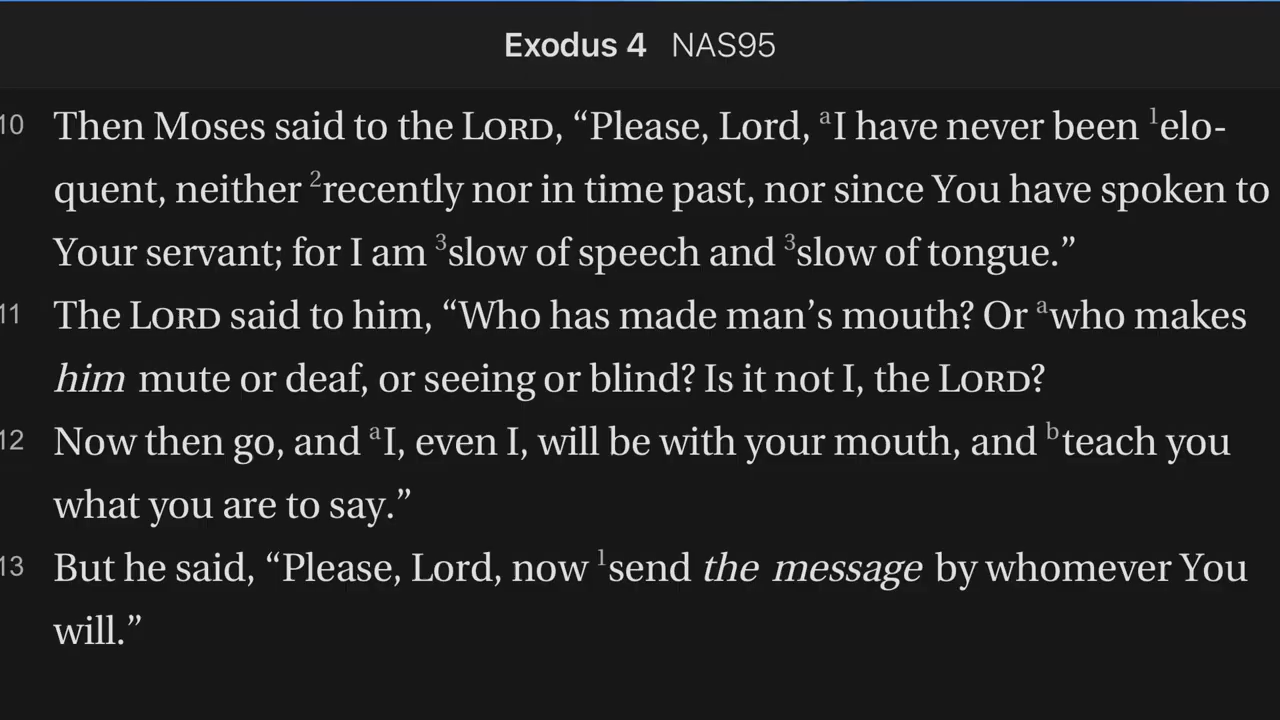 Exodus 4 NAS95
10 Then Moses said to the LORD, “Please, Lord, aI have never been 1elo-
quent, neither 2recently nor in time past, nor since You have spoken to
Your servant; for I am 3slow of speech and 3slow of tongue.”
11 The LORD said to him, “Who has made man’s mouth? Or awho makes
him mute or deaf, or seeing or blind? Is it not I, the LORD?
12 Now then go, and aI, even I, will be with your mouth, and bteach you
what you are to say.”
13 But he said, “Please, Lord, now 1send the message by whomever You
will.”